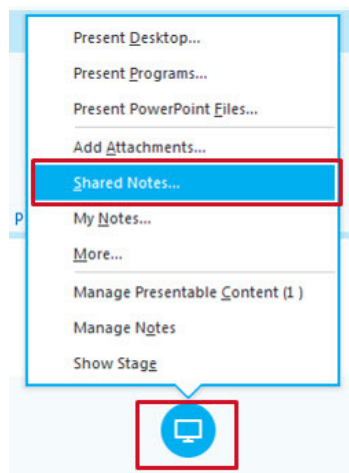 Present Desktop...
Present Programs...
Present PowerPoint Files...
Add Attachments...
Shared Notes...
P
My Notes...
More...
Manage Presentable Content (1 )
Manage Notes
Show Stage